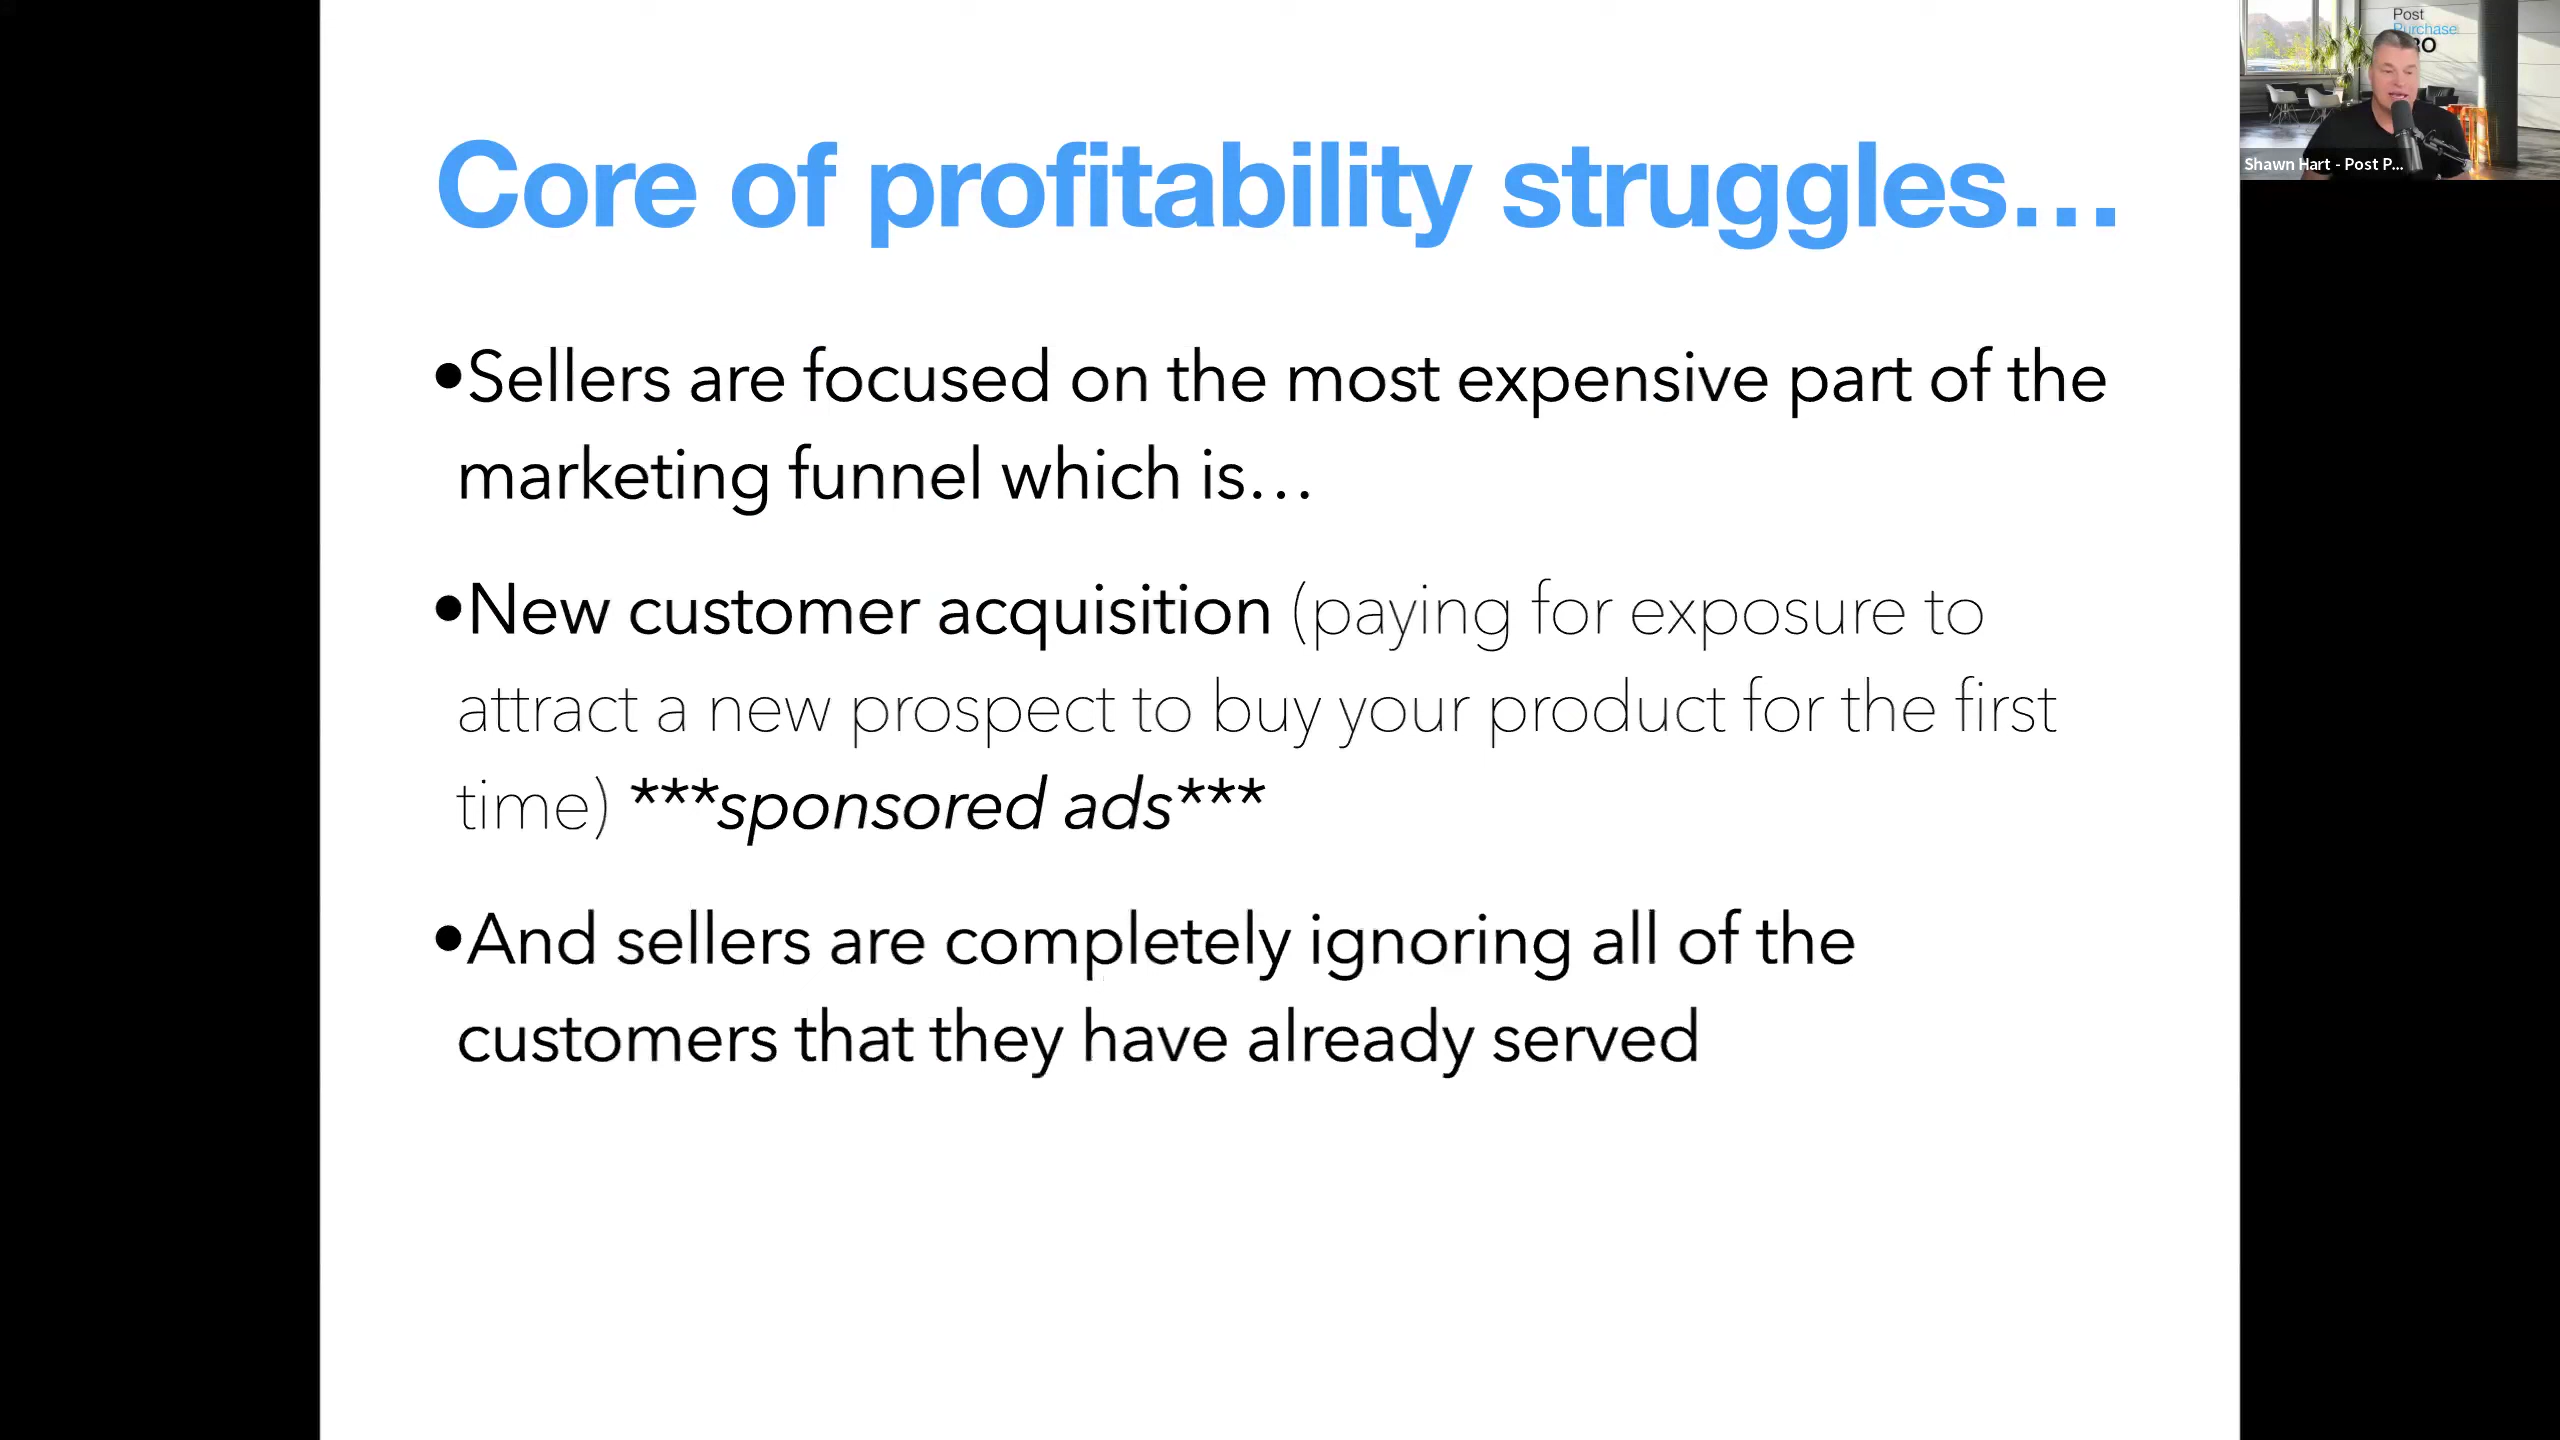 Core of profitability struggles…
•Sellers are focused on the most expensive part of the
marketing funnel which is…
•New customer acquisition (paying for exposure to
attract a new prospect to buy your product for the first
time) ***sponsored ads***
•And sellers are completely ignoring all of the
customers that they have already served
Post
Purchase
Shawn Hart - Post P...